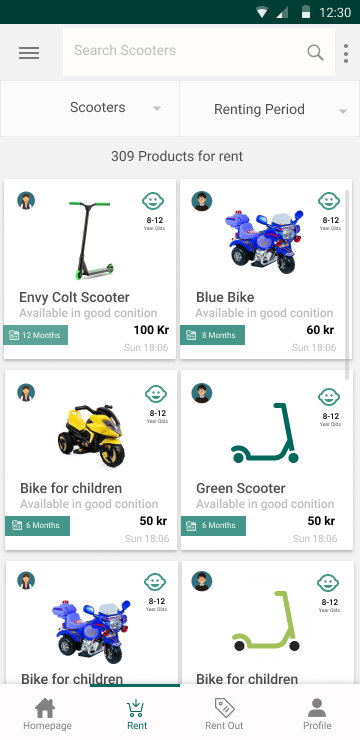 12:30
Search Scooters
Scooters
Renting Period
309 Products for rent
8-12
Year Olds
Envy Colt Scooter
Available in good conition
100 Kr
12 Months
Sun 18:06
8-12
Year Olds
Blue Bike
Available in good conition
60 kr
8 Months
Sun 18:06
8-12
Year Olds
Bike for children
Available in good conition
50 kr
6 Months
Sun 18:06
8-12
Year Olds
Green Scooter
Available in good conition
50 kr
6 Months
Sun 18:06
8-12
Year Olds
Bike for children
8-12
Year Olds
Bike for children
Homepage
Rent
Rent Out
Profile